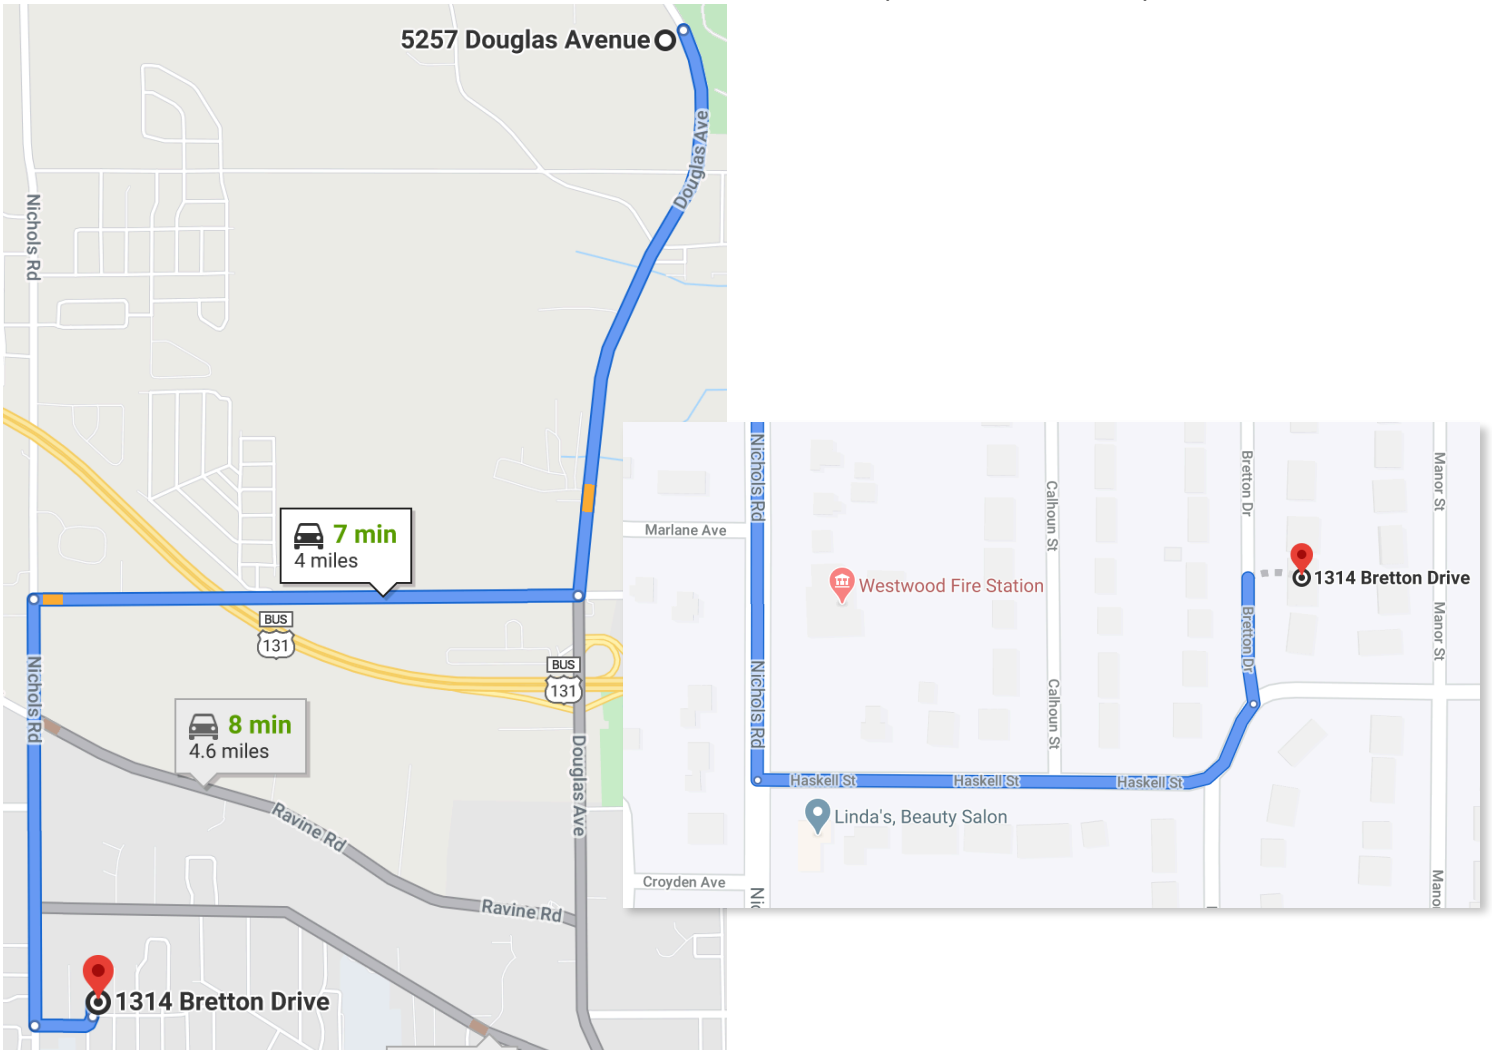 5257 Douglas Avenue
Douglas Ave
Nichols Rd
7 min
4 miles
BUS
131
BUS
131
Nichols Rd
8 min
4.6 miles
Douglas Ave
Ravine Rd
Ravine Rd
1314 Bretton Drive
Nichols Rd
Calhoun St
Bretton Dr
Manor St
Marlane Ave
Westwood Fire Station
1314 Bretton Drive
Bretton Dr
Manor St
Nichols Rd
Calhoun St
Haskell St
Haskell St
Haskell St
Linda's, Beauty Salon
Croyden Ave
Nic
Mano